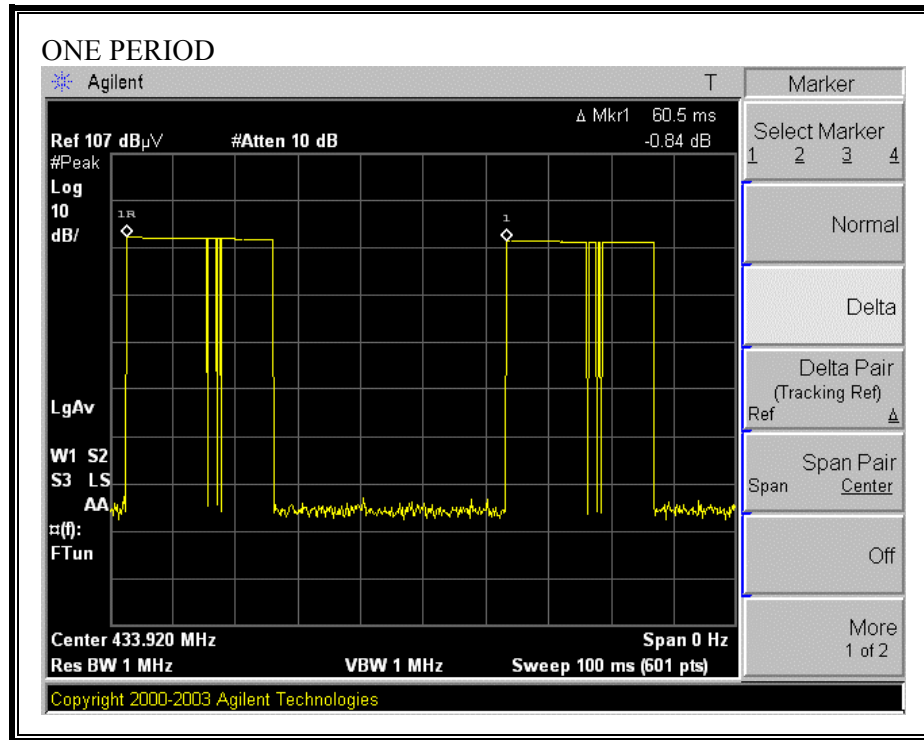 ONE PERIOD
Agilent T
Marker
Δ Mkr1 60.5 ms
Ref 107 dBµV #Atten 10 dB -0.84 dB
#Peak
Log
10
dB/
1R
1
LgAv
W1 S2
S3 LS
AA
¤(f):
FTun
Center 433.920 MHz Span 0 Hz
Res BW 1 MHz VBW 1 MHz Sweep 100 ms (601 pts)
Copyright 2000-2003 Agilent Technologies
Select Marker
1 2 3 4
Normal
Delta
Delta Pair
(Tracking Ref)
Ref Δ
Span Pair
Span Center
Off
More
1 of 2